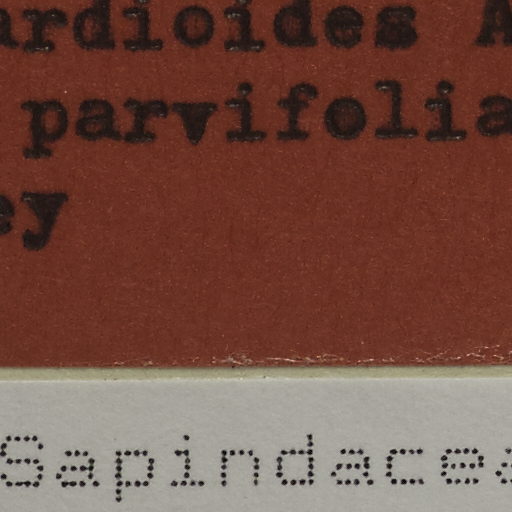 ardioides A
parvifolia
ey
Sapindacea